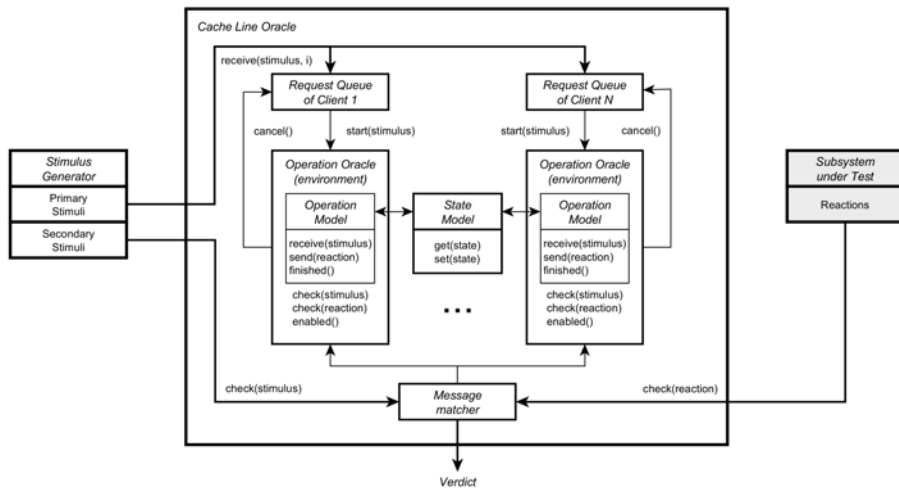 Cache Line Oracle
receive(stimulus, i)
Request Queue
of Client 1
Request Queue
of Client N
cancel()
start(stimulus)
start(stimulus)
cancel()
Stimulus
Generator
Primary
Stimuli
Secondary
Stimuli
Operation Oracle
(environment)
Operation
Model
receive(stimulus)
send(reaction)
finished()
check(stimulus)
check(reaction)
enabled()
State
Model
get(state)
set(state)
...
Operation Oracle
(environment)
Operation
Model
receive(stimulus)
send(reaction)
finished()
check(stimulus)
check(reaction)
enabled()
Subsystem
under Test
Reactions
check(stimulus)
Message
matcher
check(reaction)
Verdict